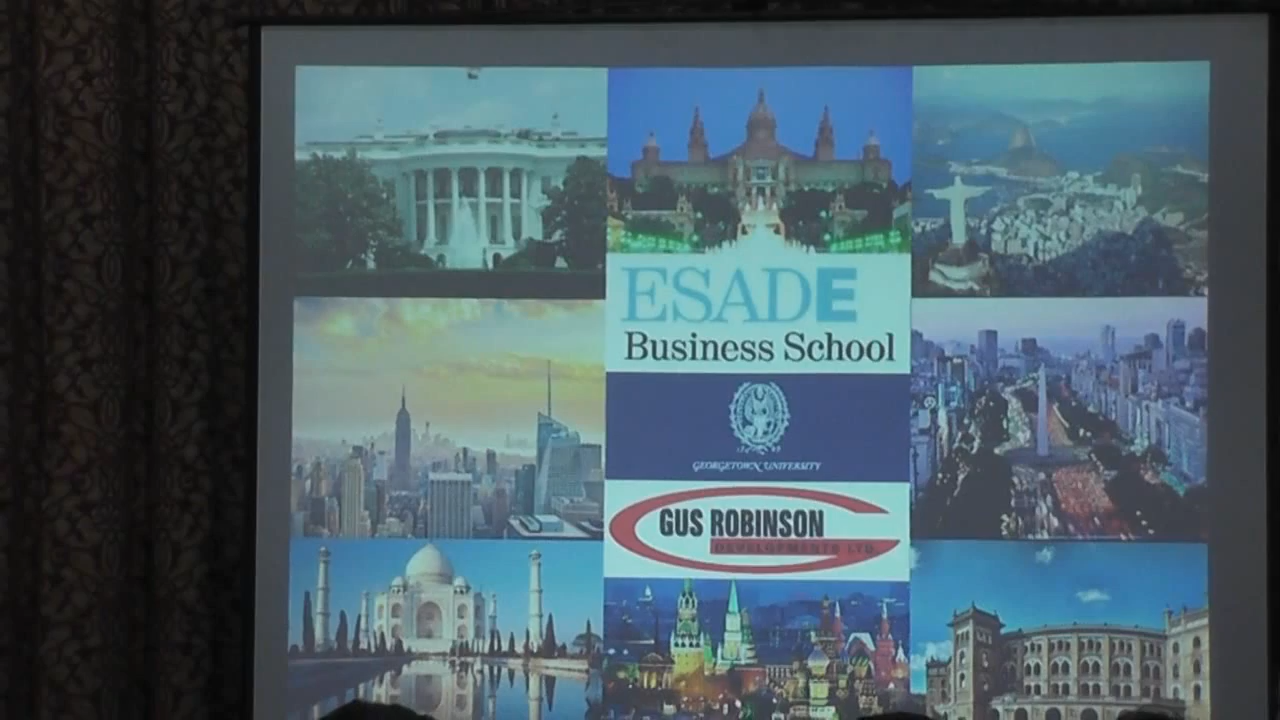 ESADE
Business School
GEORGETOWN UNIVERSITY
GUS ROBINSON
DEVELOPMENTS LTD.